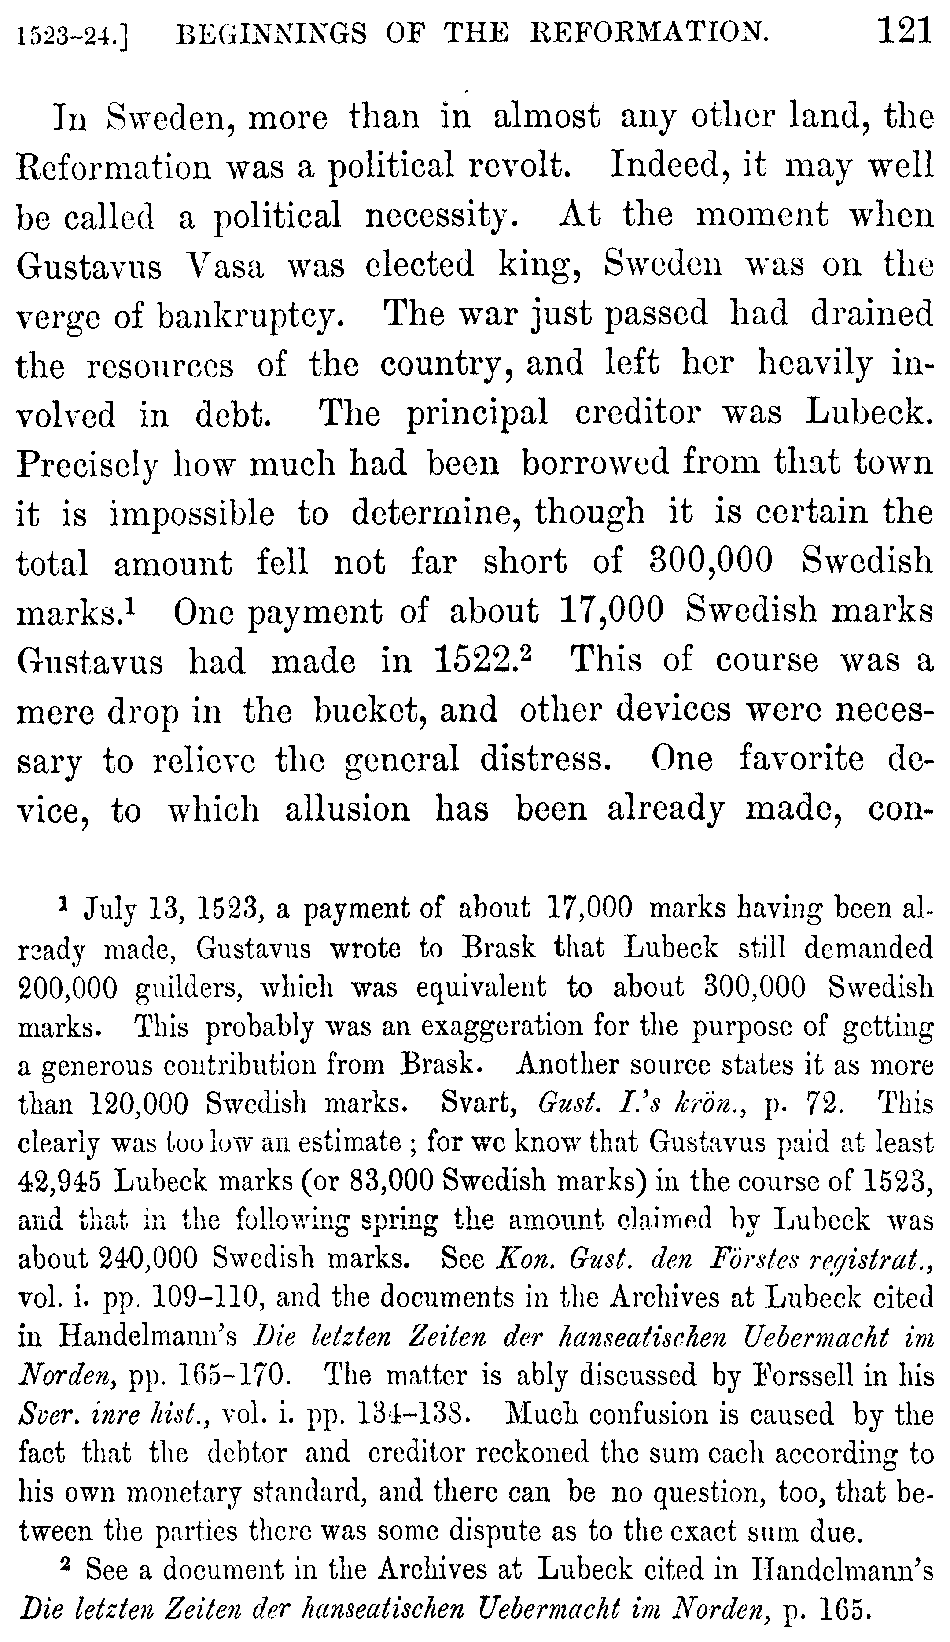 1523–24.] BEGINNINGS OF THE REFORMATION. 121
In Sweden, more than in almost any other land, the
Reformation was a political revolt. Indeed, it may well
be called a political necessity. At the moment when
Gustavus Vasa was elected king, Sweden was on the
verge of bankruptcy. The war just passed had drained
the resources of the country, and left her heavily in-
volved in debt. The principal creditor was Lubeck.
Precisely how much had been borrowed from that town
it is impossible to determine, though it is certain the
total amount fell not far short of 300,000 Swedish
marks.¹ One payment of about 17,000 Swedish marks
Gustavus had made in 1522.² This of course was a
mere drop in the bucket, and other devices were neces-
sary to relieve the general distress. One favorite de-
vice, to which allusion has been already made, con-
¹ July 13, 1523, a payment of about 17,000 marks having been al-
ready made, Gustavus wrote to Brask that Lubeck still demanded
200,000 guilders, which was equivalent to about 300,000 Swedish
marks. This probably was an exaggeration for the purpose of getting
a generous contribution from Brask. Another source states it as more
than 120,000 Swedish marks. Svart, Gust. I.'s krön., p. 72. This
clearly was too low an estimate ; for we know that Gustavus paid at least
42,945 Lubeck marks (or 83,000 Swedish marks) in the course of 1523,
and that in the following spring the amount claimed by Lubeck was
about 240,000 Swedish marks. See Kon. Gust. den Förstes registrat.,
vol. i. pp. 109–110, and the documents in the Archives at Lubeck cited
in Handelmann's Die letzten Zeiten der hanseatischen Uebermacht im
Norden, pp. 165–170. The matter is ably discussed by Forssell in his
Sver. inre hist., vol. i. pp. 134–138. Much confusion is caused by the
fact that the debtor and creditor reckoned the sum each according to
his own monetary standard, and there can be no question, too, that be-
tween the parties there was some dispute as to the exact sum due.
² See a document in the Archives at Lubeck cited in Handelmann's
Die letzten Zeiten der hanseatischen Uebermacht im Norden, p. 165.